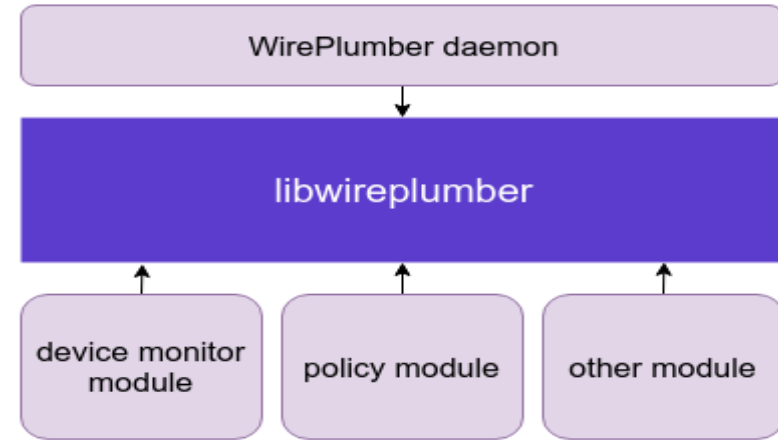 WirePlumber daemon
libwireplumber
device monitor
module
policy module
other module